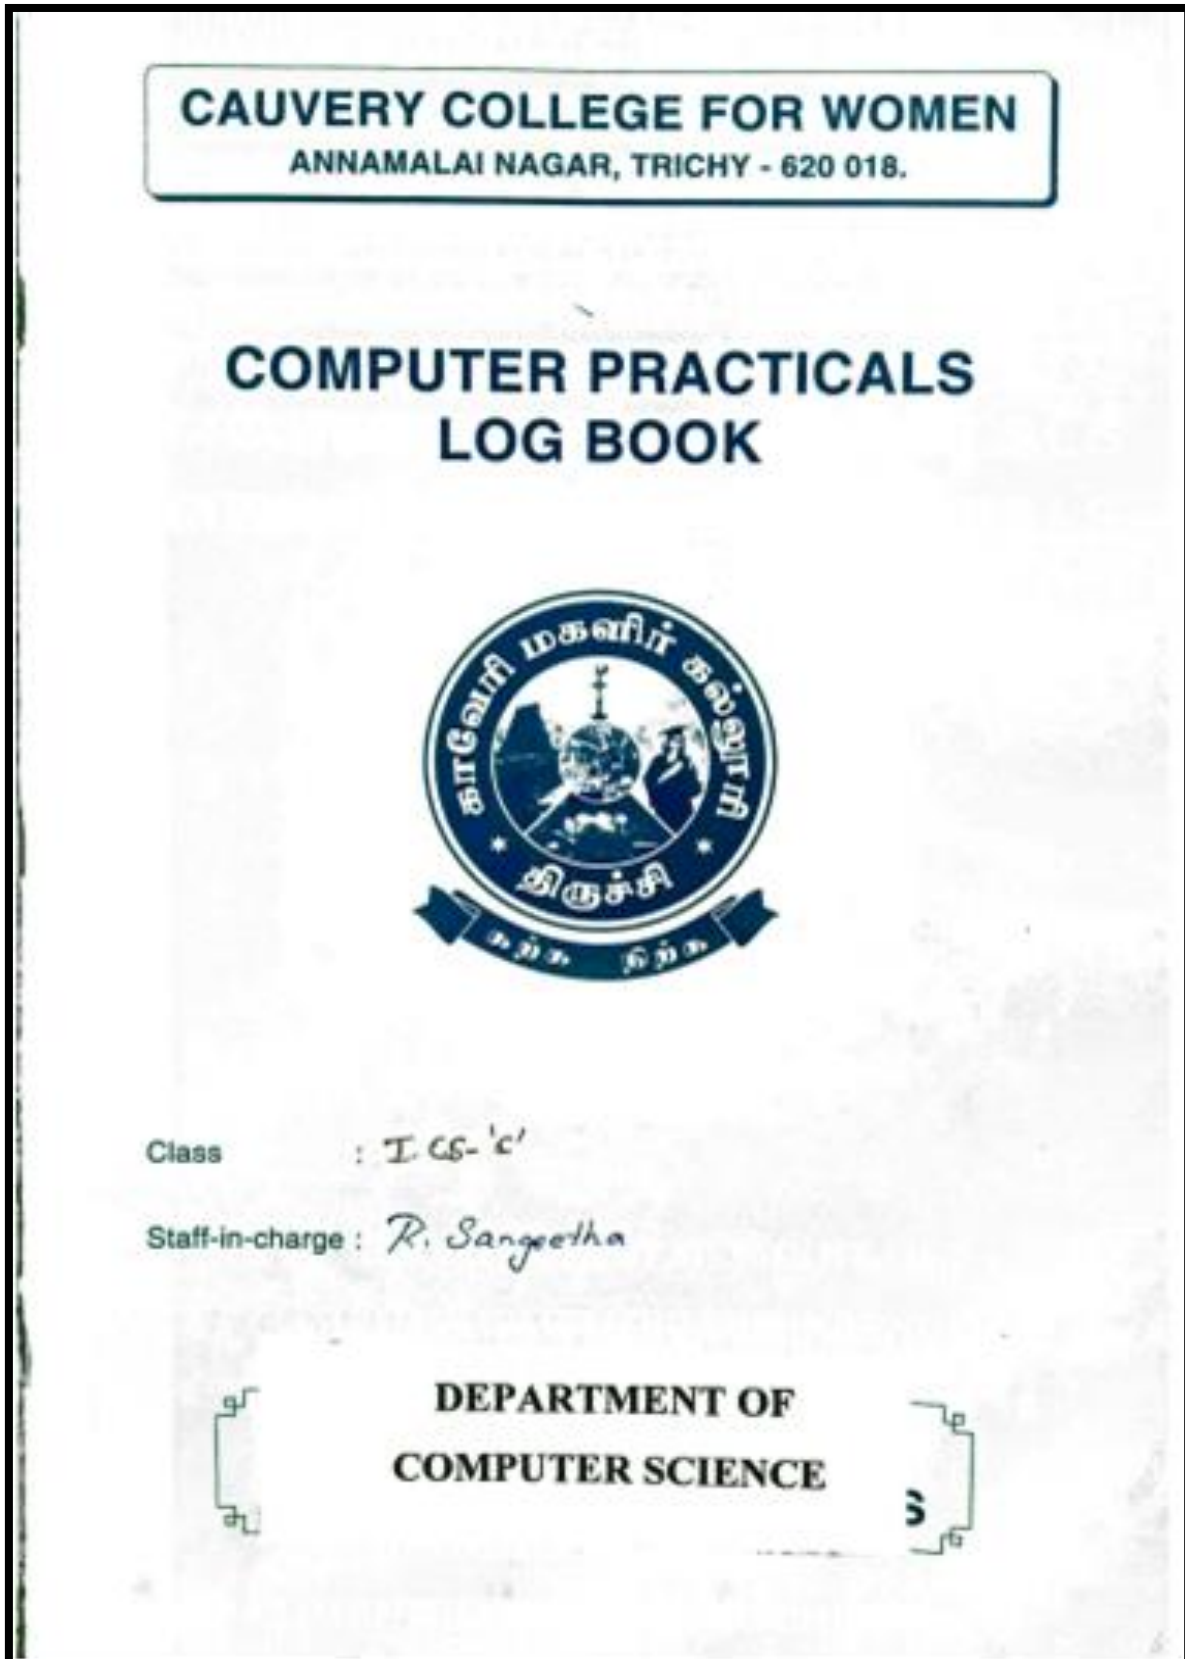 CAUVERY COLLEGE FOR WOMEN
ANNAMALAI NAGAR, TRICHY - 620 018.
COMPUTER PRACTICALS
LOG BOOK
காவேரி மகளிர் கல்லூரி
திருச்சி
கற்க நிற்க
Class : I CS-'C'
Staff-in-charge : R. Sangeetha
DEPARTMENT OF
COMPUTER SCIENCE
S